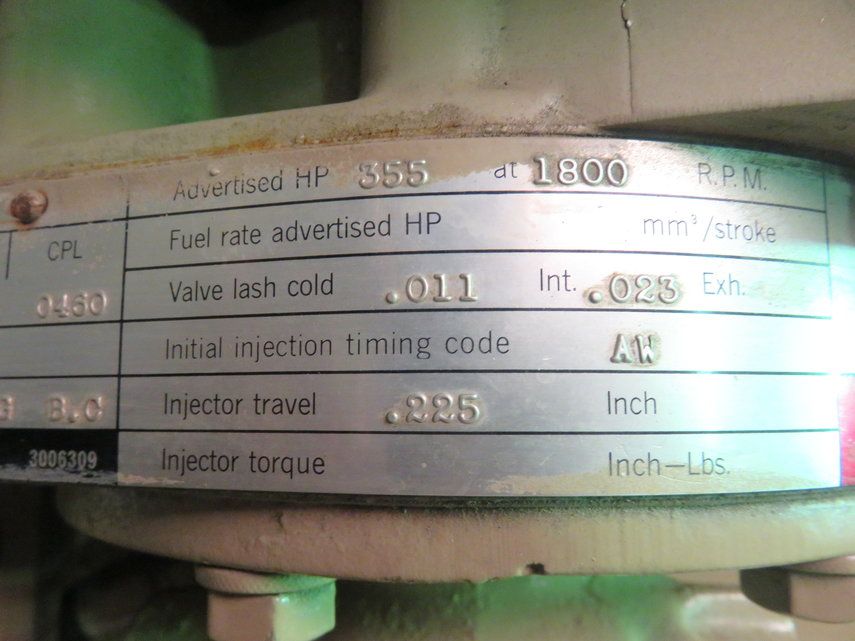 Advertised HP 355 at 1800 R.P.M.
Fuel rate advertised HP mm³/stroke
CPL
Valve lash cold .011 Int. .023 Exh.
0460
Initial injection timing code AW
B.C Injector travel .225 Inch
3006309 Injector torque Inch-Lbs.